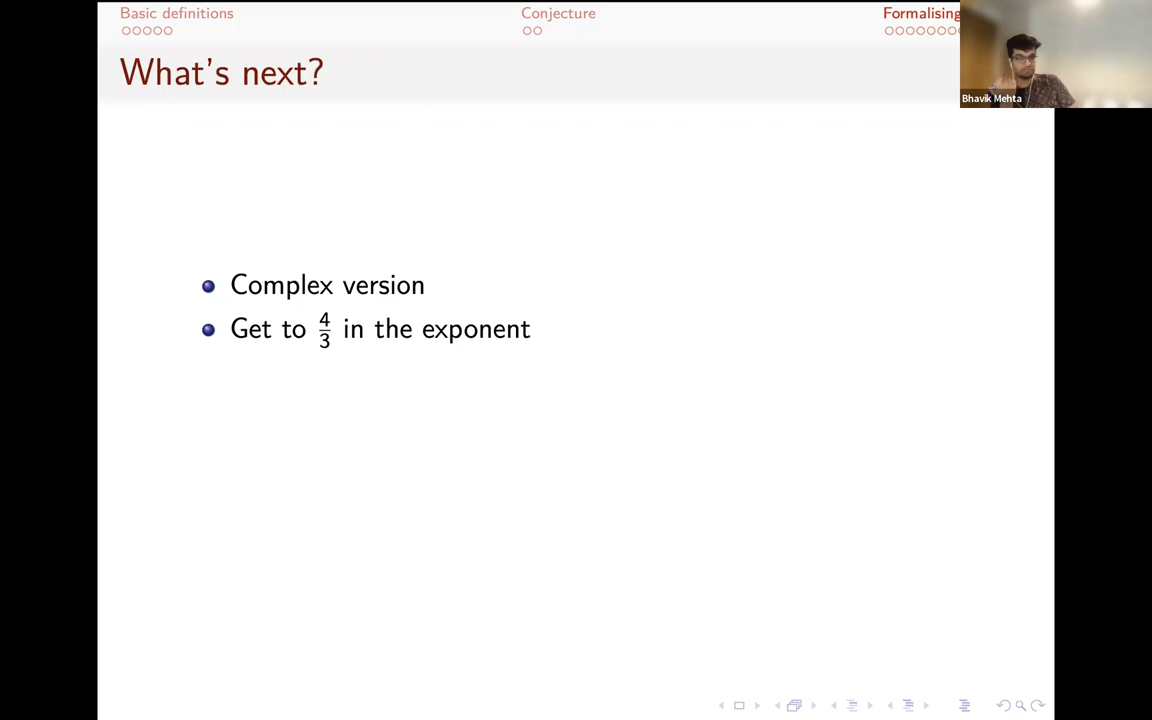 Basic definitions
Conjecture
Formalising
What's next?
Bhavik Mehta
Complex version
Get to 4/3 in the exponent